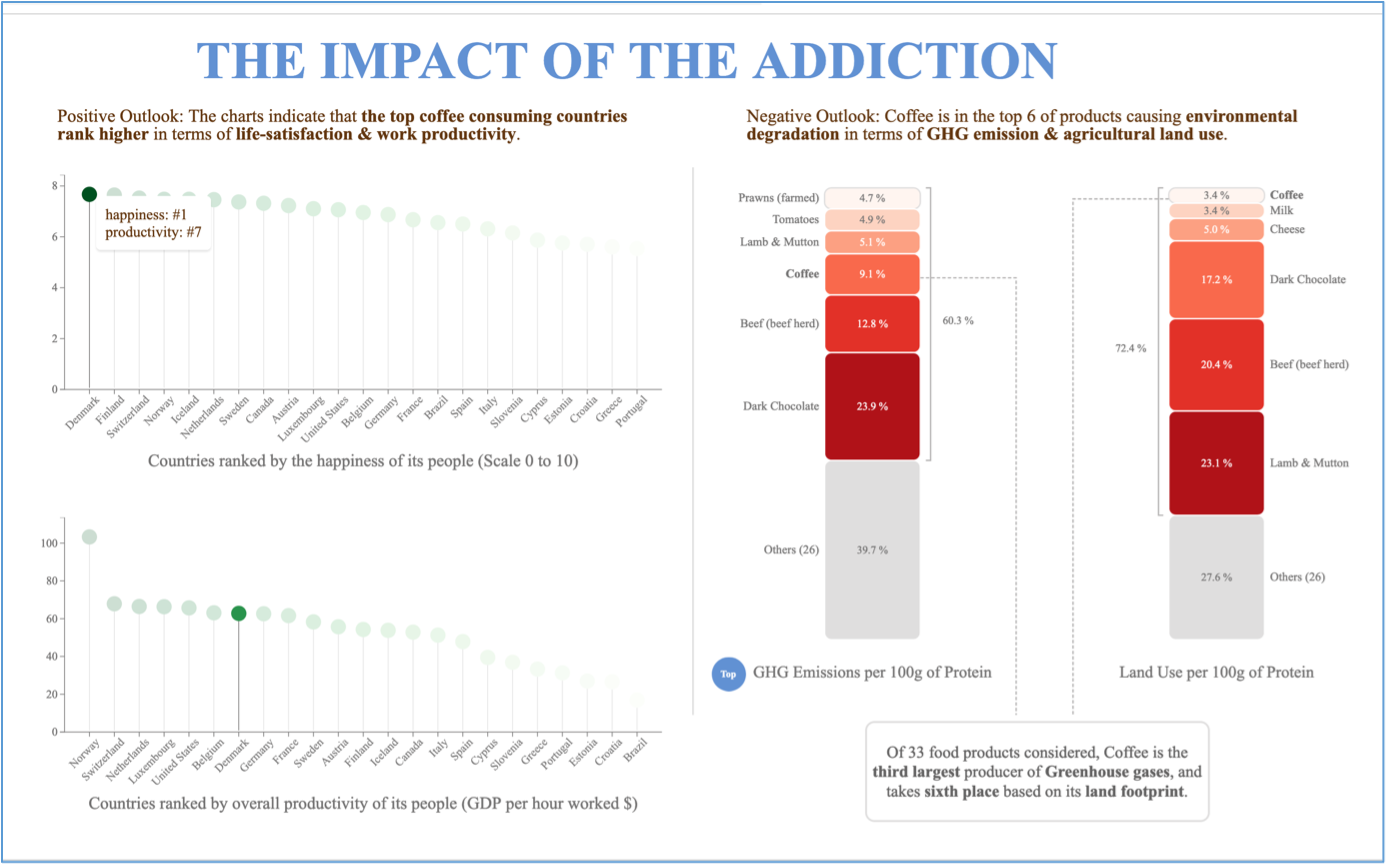 THE IMPACT OF THE ADDICTION
Positive Outlook: The charts indicate that the top coffee consuming countries
rank higher in terms of life-satisfaction & work productivity.
8
6
4
2
0
happiness: #1
productivity: #7
Denmark
Finland
Switzerland
Norway
Iceland
Netherlands
Sweden
Canada
Austria
Luxembourg
United States
Belgium
Germany
France
Brazil
Spain
Italy
Slovenia
Cyprus
Estonia
Croatia
Greece
Portugal
Countries ranked by the happiness of its people (Scale 0 to 10)
100
80
60
40
20
0
Norway
Switzerland
Netherlands
Luxembourg
United States
Belgium
Denmark
Germany
France
Sweden
Austria
Finland
Iceland
Canada
Italy
Spain
Cyprus
Slovenia
Greece
Portugal
Estonia
Croatia
Brazil
Countries ranked by overall productivity of its people (GDP per hour worked $)
Negative Outlook: Coffee is in the top 6 of products causing environmental
degradation in terms of GHG emission & agricultural land use.
Prawns (farmed) 4.7 %
Tomatoes 4.9 %
Lamb & Mutton 5.1 %
Coffee 9.1 %
Beef (beef herd) 12.8 %
60.3 %
Dark Chocolate 23.9 %
Others (26) 39.7 %
Top
GHG Emissions per 100g of Protein
3.4 % Coffee
3.4 % Milk
5.0 % Cheese
17.2 % Dark Chocolate
72.4 %
20.4 % Beef (beef herd)
23.1 % Lamb & Mutton
27.6 % Others (26)
Land Use per 100g of Protein
Of 33 food products considered, Coffee is the
third largest producer of Greenhouse gases, and
takes sixth place based on its land footprint.